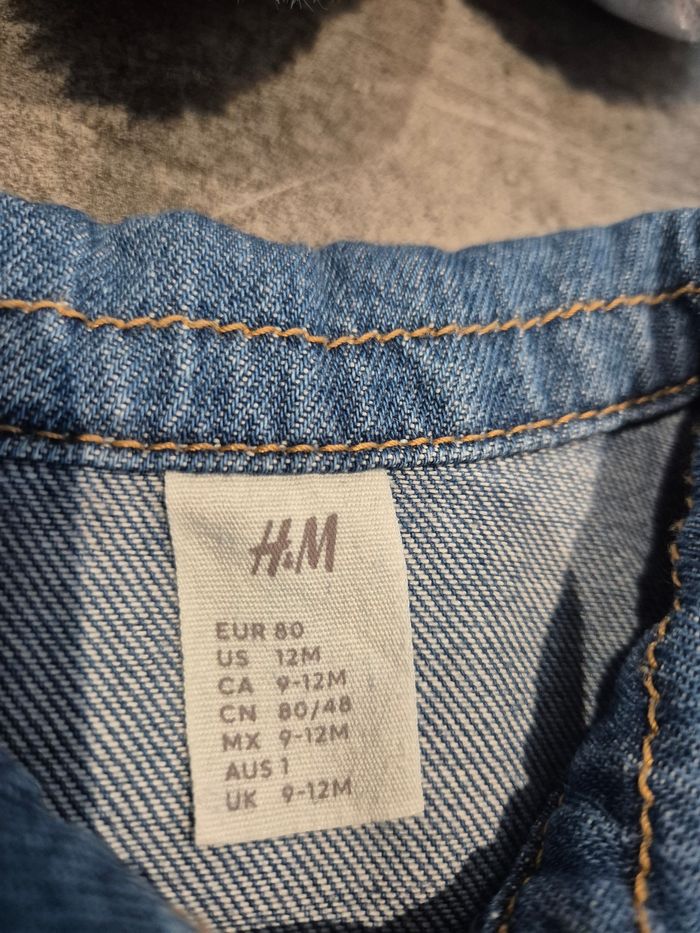 H&M
EUR 80
US 12M
CA 9-12M
CN 80/48
MX 9-12M
AUS 1
UK 9-12M